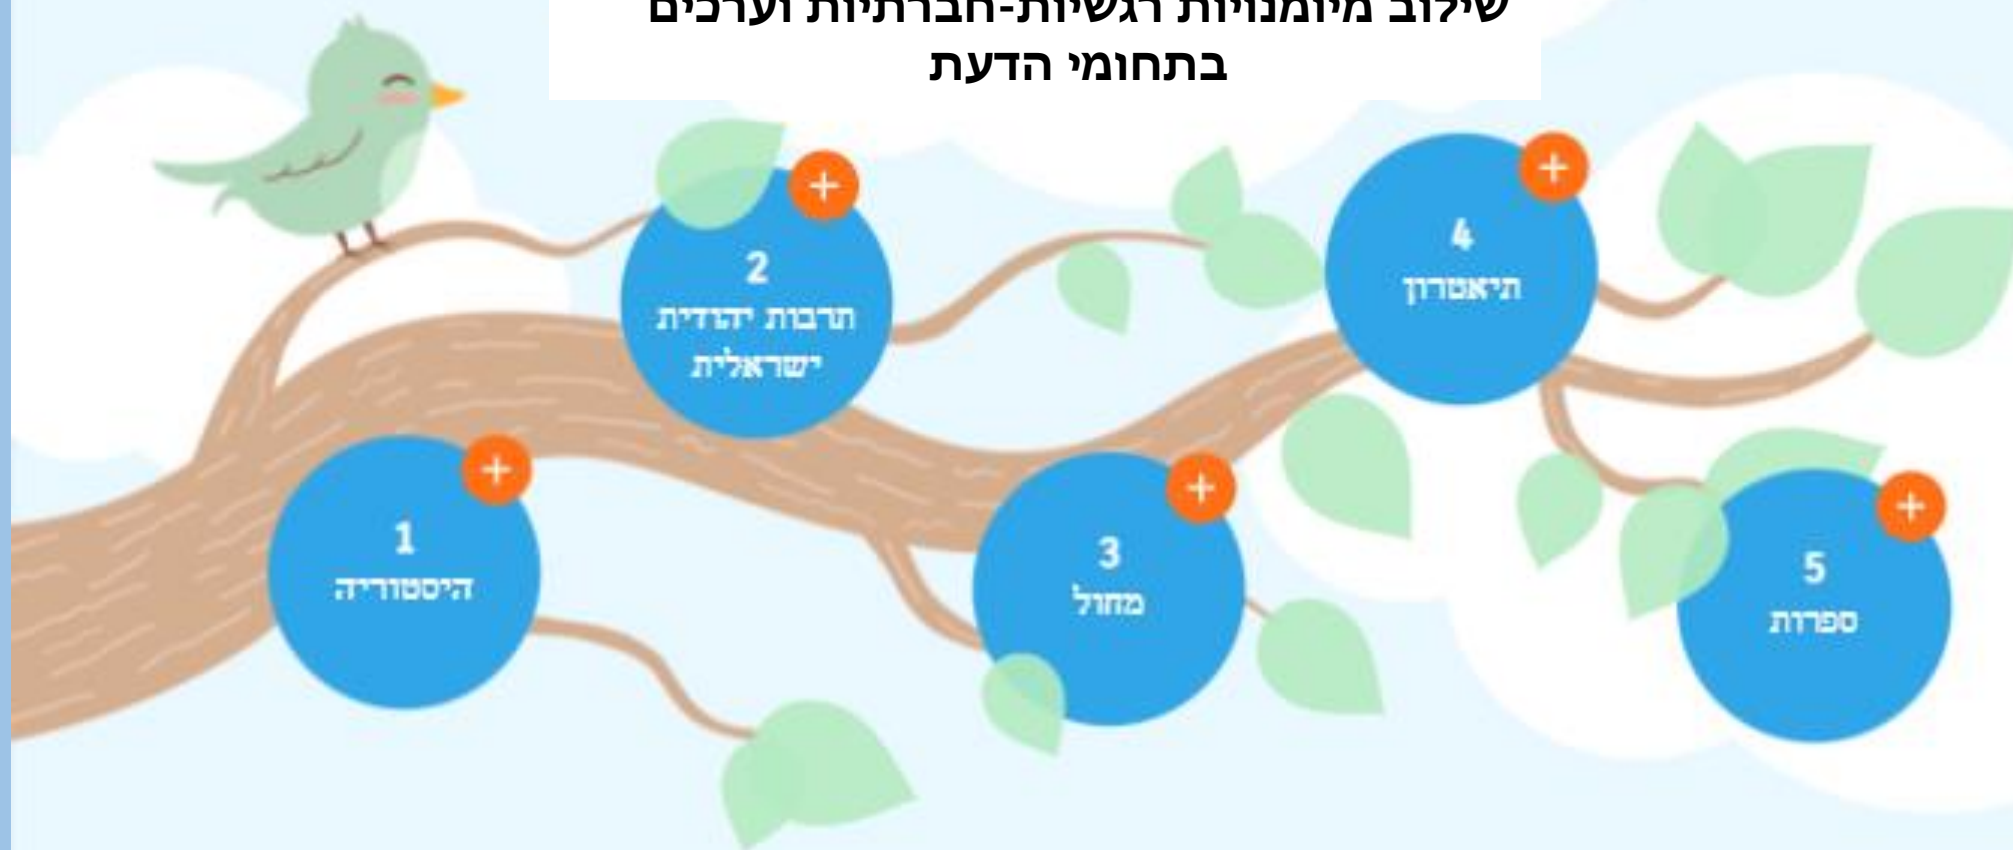 שילוב מיומנויות רגשיות-חברתיות וערכים
בתחומי הדעת
1
היסטוריה
2
תרבות יהודית
ישראלית
3
מחול
4
תיאטרון
5
ספרות